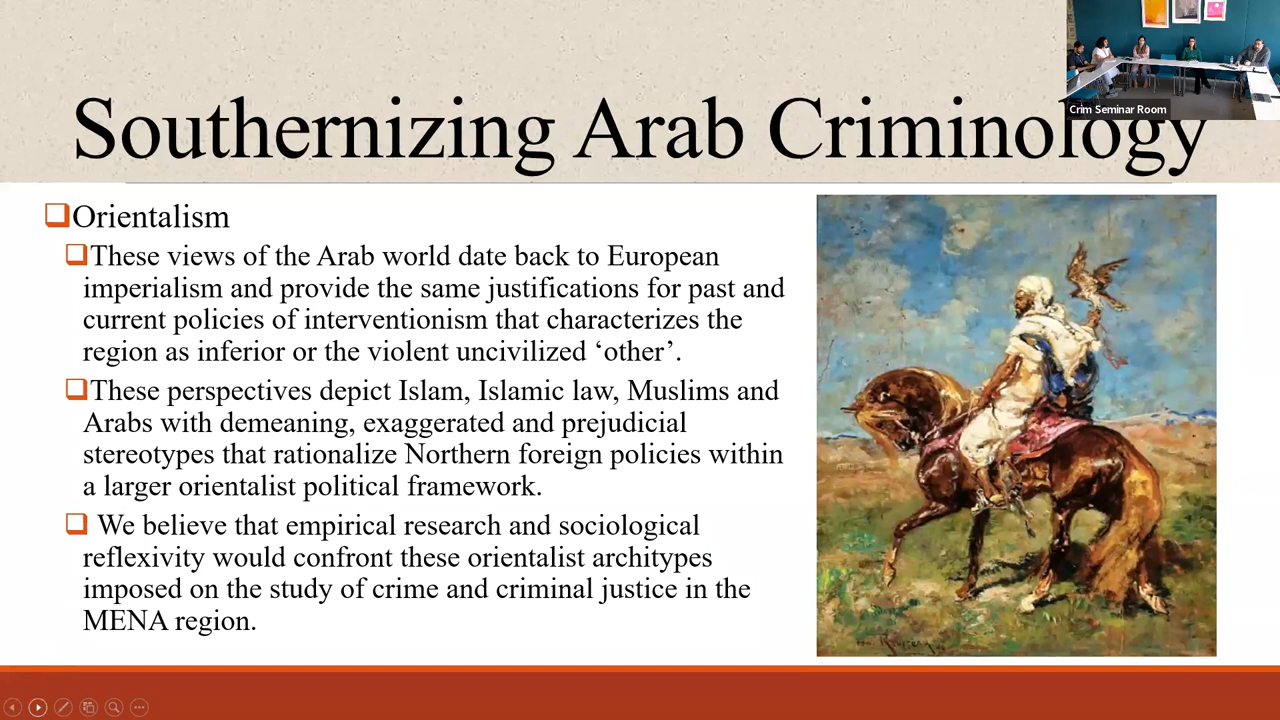 Southernizing Arab Criminology
Crim Seminar Room
Orientalism
These views of the Arab world date back to European
imperialism and provide the same justifications for past and
current policies of interventionism that characterizes the
region as inferior or the violent uncivilized ‘other’.
These perspectives depict Islam, Islamic law, Muslims and
Arabs with demeaning, exaggerated and prejudicial
stereotypes that rationalize Northern foreign policies within
a larger orientalist political framework.
We believe that empirical research and sociological
reflexivity would confront these orientalist architypes
imposed on the study of crime and criminal justice in the
MENA region.